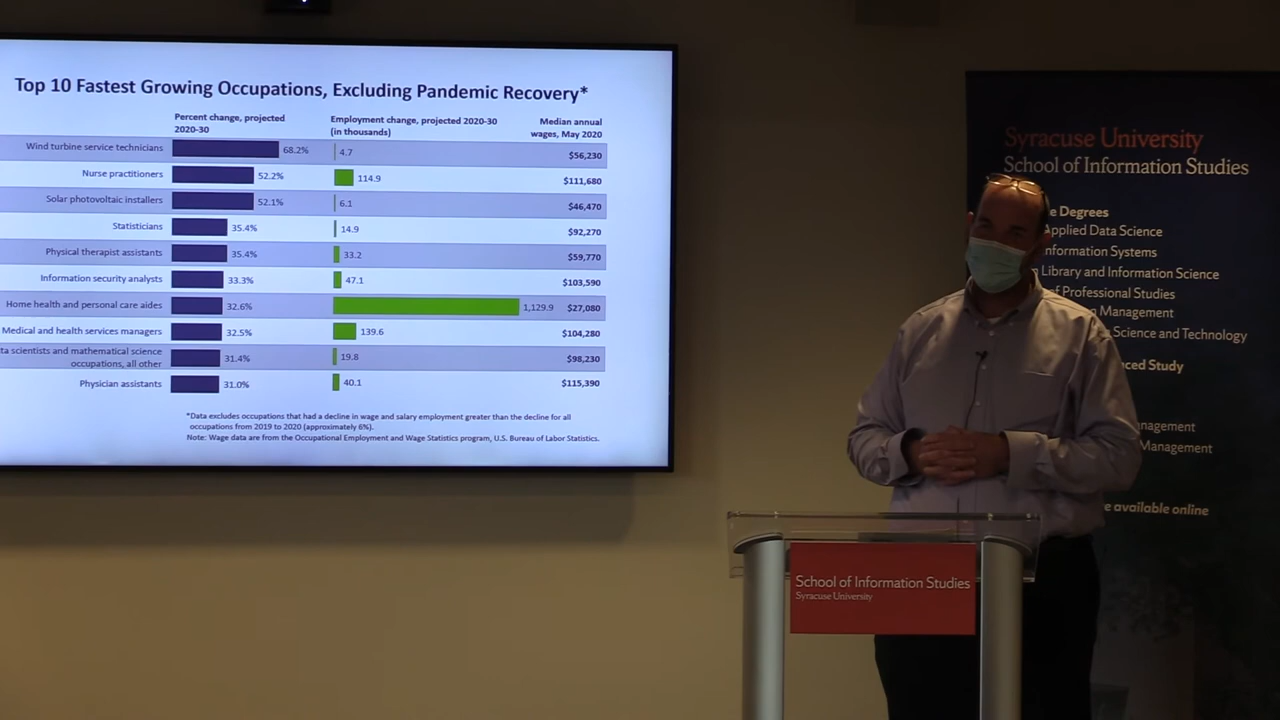 Top 10 Fastest Growing Occupations, Excluding Pandemic Recovery*
Percent change, projected
2020-30
Employment change, projected 2020-30
(in thousands)
Median annual
wages, May 2020
Wind turbine service technicians 68.2% 4.7 $56,230
Nurse practitioners 52.2% 114.9 $111,680
Solar photovoltaic installers 52.1% 6.1 $46,470
Statisticians 35.4% 14.9 $92,270
Physical therapist assistants 35.4% 33.2 $59,770
Information security analysts 33.3% 47.1 $103,590
Home health and personal care aides 32.6% 1,129.9 $27,080
Medical and health services managers 32.5% 139.6 $104,280
ta scientists and mathematical science
occupations, all other 31.4% 19.8 $98,230
Physician assistants 31.0% 40.1 $115,390
*Data excludes occupations that had a decline in wage and salary employment greater than the decline for all
occupations from 2019 to 2020 (approximately 6%).
Note: Wage data are from the Occupational Employment and Wage Statistics program, U.S. Bureau of Labor Statistics.
Syracuse University
School of Information Studies
e Degrees
Applied Data Science
nformation Systems
Library and Information Science
of Professional Studies
Management
Science and Technology
ced Study
nagement
Management
e available online
School of Information Studies
Syracuse University